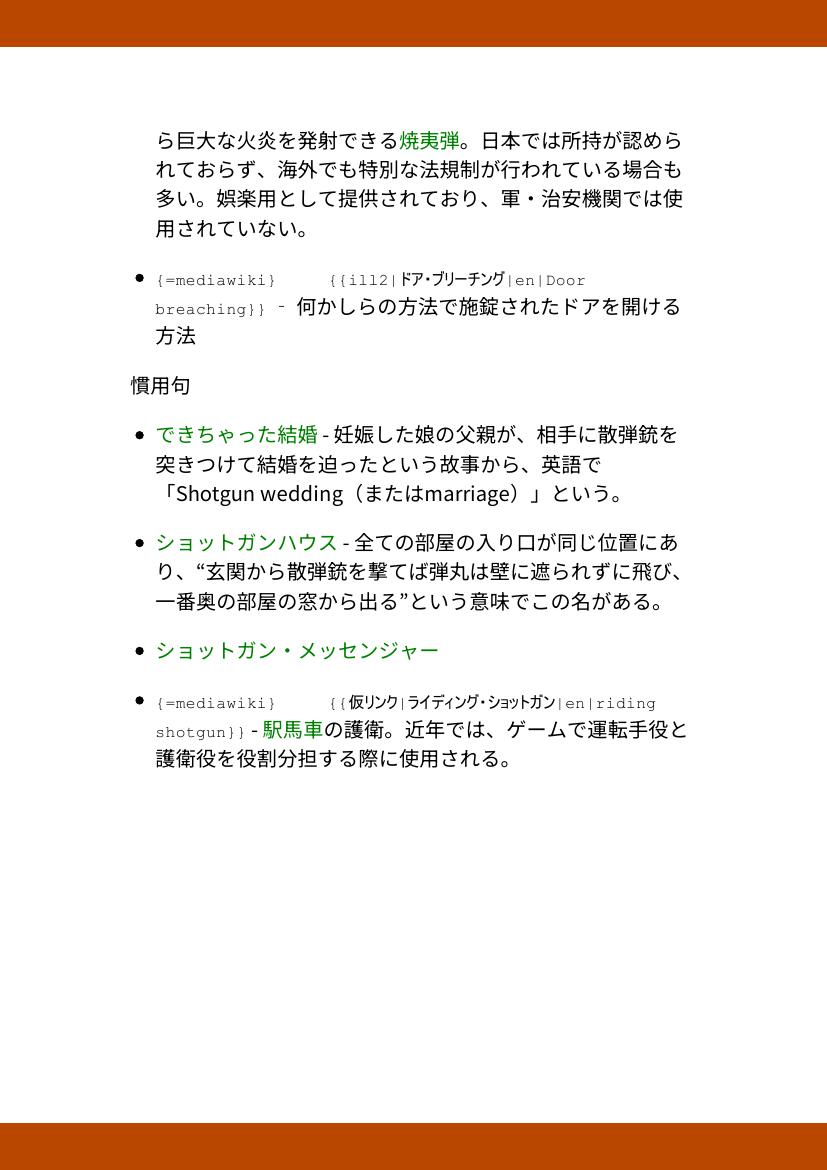 ら巨大な火炎を発射できる焼夷弾。日本では所持が認めら
れておらず、海外でも特別な法規制が行われている場合も
多い。娯楽用として提供されており、軍・治安機関では使
用されていない。
• {=mediawiki} {{ill2|ドア・ブリーチング|en|Door
breaching}} - 何かしらの方法で施錠されたドアを開ける
方法
慣用句
• できちゃった結婚 - 妊娠した娘の父親が、相手に散弾銃を
突きつけて結婚を迫ったという故事から、英語で
「Shotgun wedding（またはmarriage）」という。
• ショットガンハウス - 全ての部屋の入り口が同じ位置にあ
り、“玄関から散弾銃を撃てば弾丸は壁に遮られずに飛び、
一番奥の部屋の窓から出る”という意味でこの名がある。
• ショットガン・メッセンジャー
• {=mediawiki} {{仮リンク|ライディング・ショットガン|en|riding
shotgun}} - 駅馬車の護衛。近年では、ゲームで運転手役と
護衛役を役割分担する際に使用される。